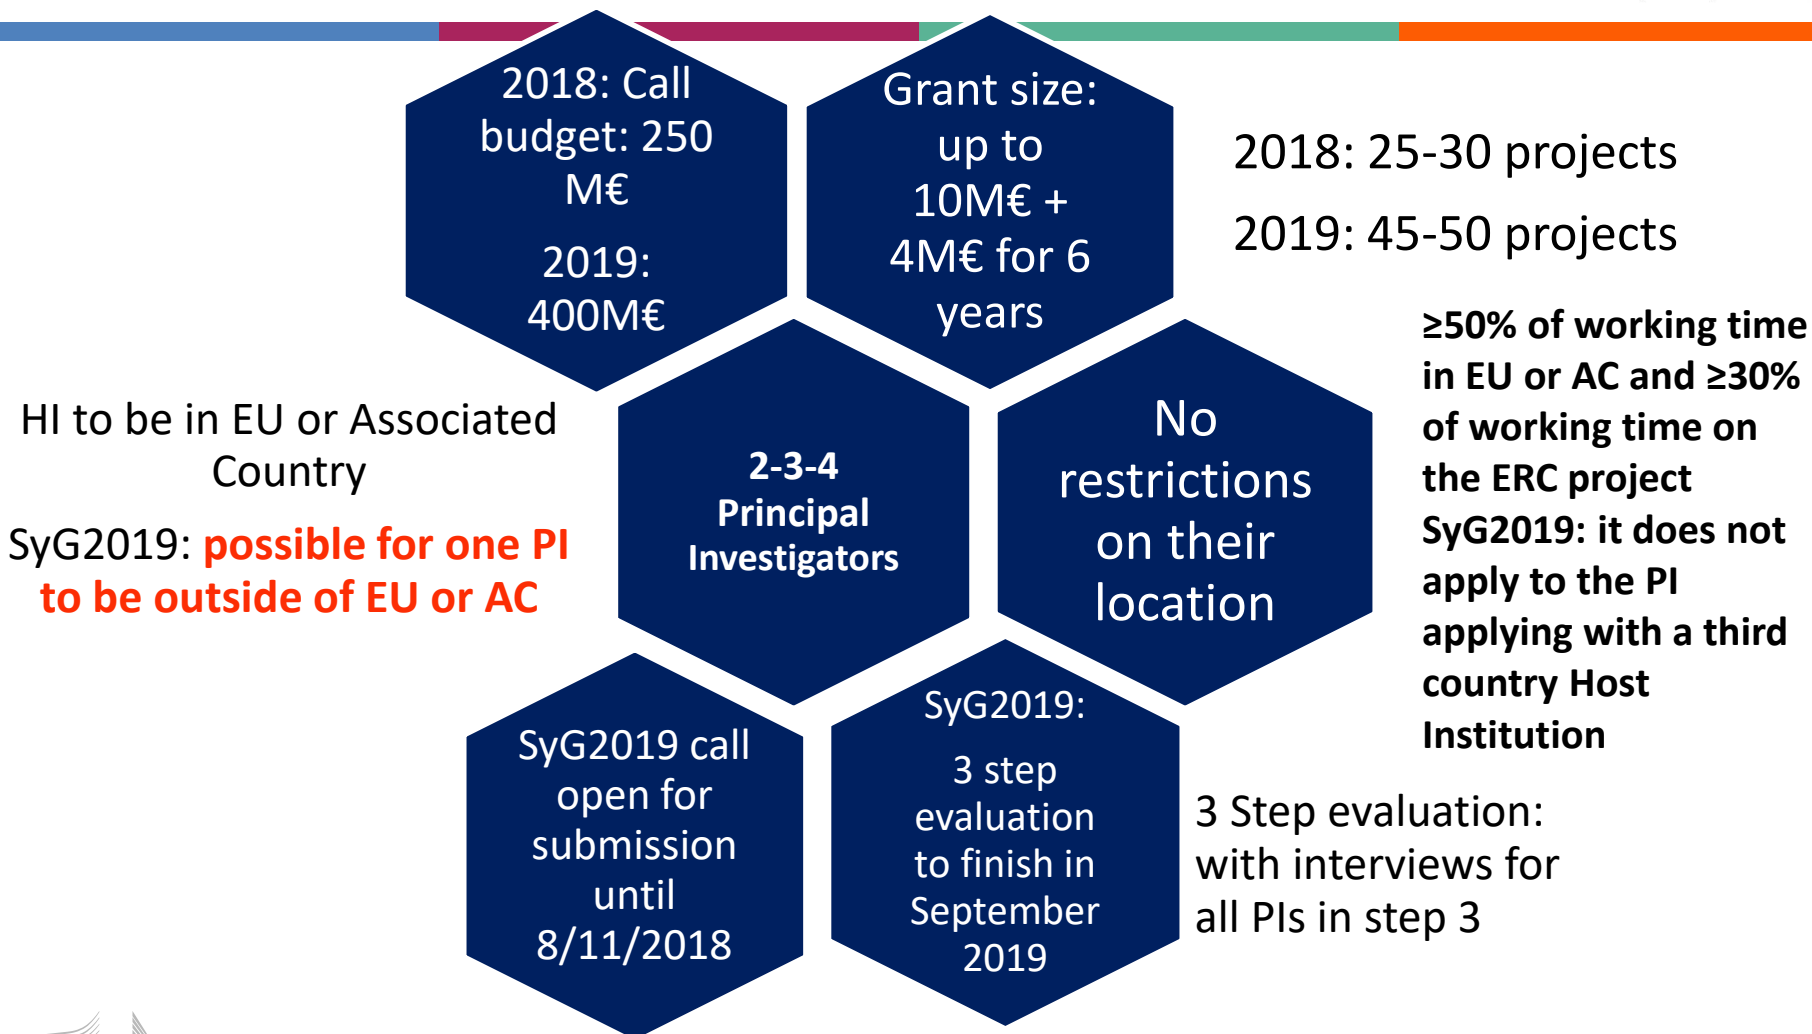 2018: Call
budget: 250
M€
2019:
400M€
Grant size:
up to
10M€ +
4M€ for 6
years
2018: 25-30 projects
2019: 45-50 projects
HI to be in EU or Associated
Country
SyG2019: possible for one PI
to be outside of EU or AC
2-3-4
Principal
Investigators
No
restrictions
on their
location
≥50% of working time
in EU or AC and ≥30%
of working time on
the ERC project
SyG2019: it does not
apply to the PI
applying with a third
country Host
Institution
SyG2019 call
open for
submission
until
8/11/2018
SyG2019:
3 step
evaluation
to finish in
September
2019
3 Step evaluation:
with interviews for
all PIs in step 3